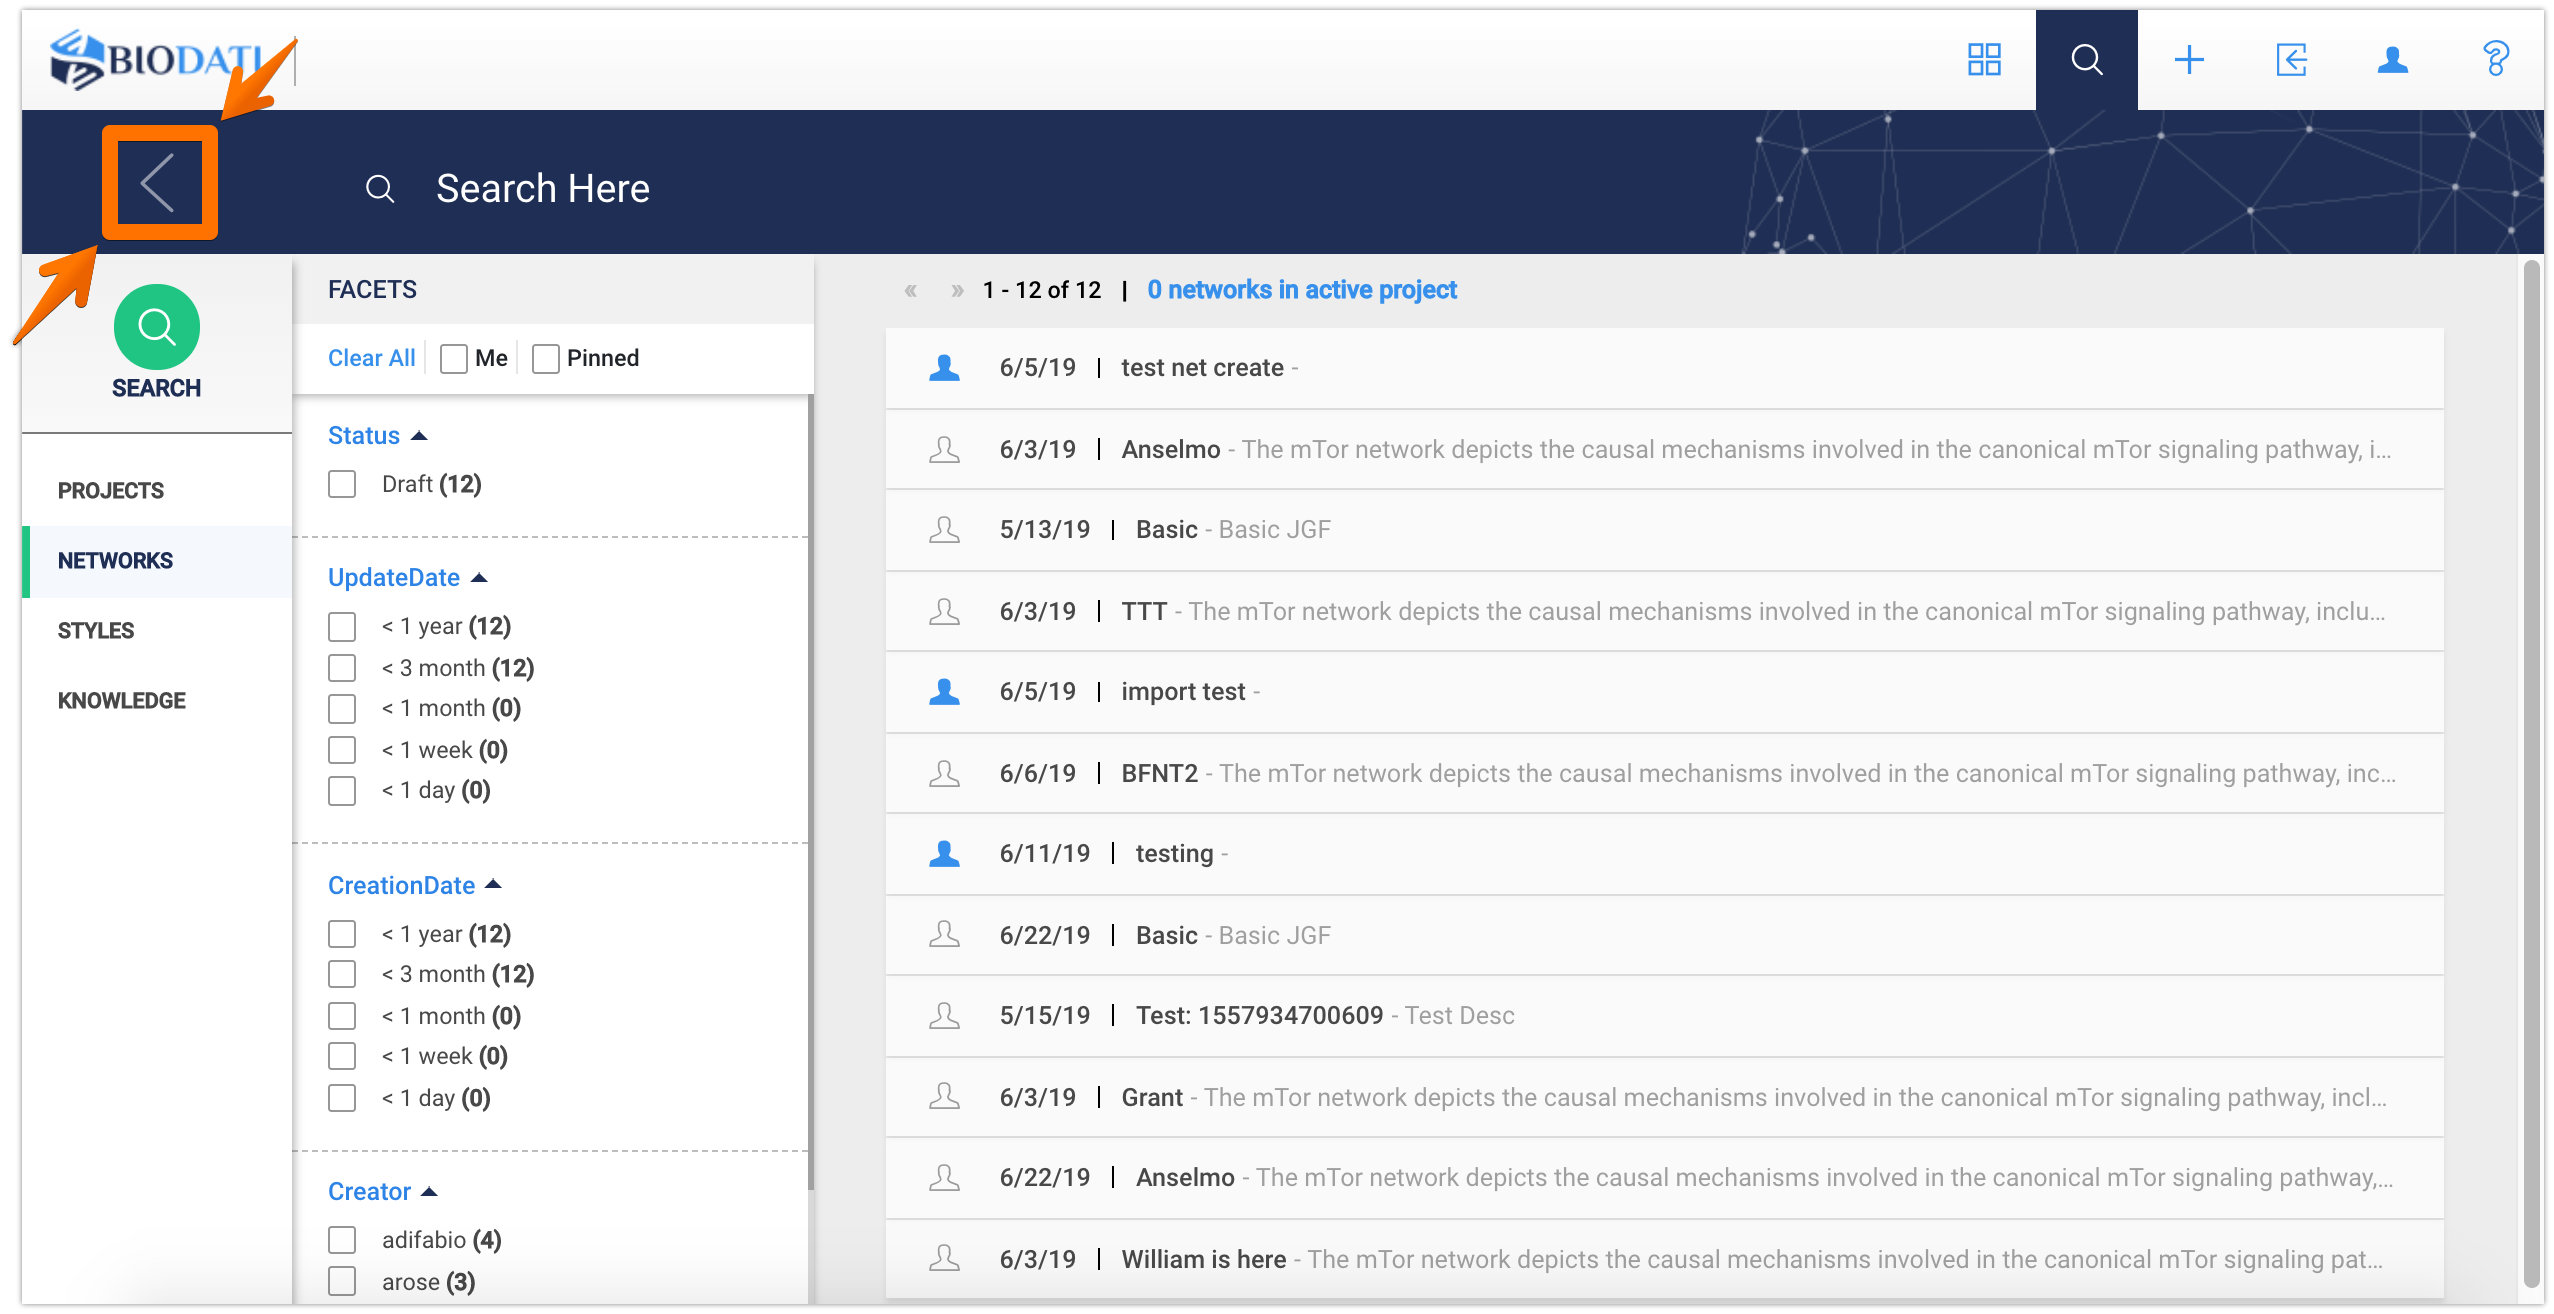 BIODATI
Search Here
SEARCH
PROJECTS
NETWORKS
STYLES
KNOWLEDGE
FACETS
Clear All Me Pinned
Status
Draft (12)
UpdateDate
< 1 year (12)
< 3 month (12)
< 1 month (0)
< 1 week (0)
< 1 day (0)
CreationDate
< 1 year (12)
< 3 month (12)
< 1 month (0)
< 1 week (0)
< 1 day (0)
Creator
adifabio (4)
arose (3)
« » 1 - 12 of 12 | 0 networks in active project
6/5/19 | test net create -
6/3/19 | Anselmo - The mTor network depicts the causal mechanisms involved in the canonical mTor signaling pathway, i...
5/13/19 | Basic - Basic JGF
6/3/19 | TTT - The mTor network depicts the causal mechanisms involved in the canonical mTor signaling pathway, inclu...
6/5/19 | import test -
6/6/19 | BFNT2 - The mTor network depicts the causal mechanisms involved in the canonical mTor signaling pathway, inc...
6/11/19 | testing -
6/22/19 | Basic - Basic JGF
5/15/19 | Test: 1557934700609 - Test Desc
6/3/19 | Grant - The mTor network depicts the causal mechanisms involved in the canonical mTor signaling pathway, incl...
6/22/19 | Anselmo - The mTor network depicts the causal mechanisms involved in the canonical mTor signaling pathway,...
6/3/19 | William is here - The mTor network depicts the causal mechanisms involved in the canonical mTor signaling pat...